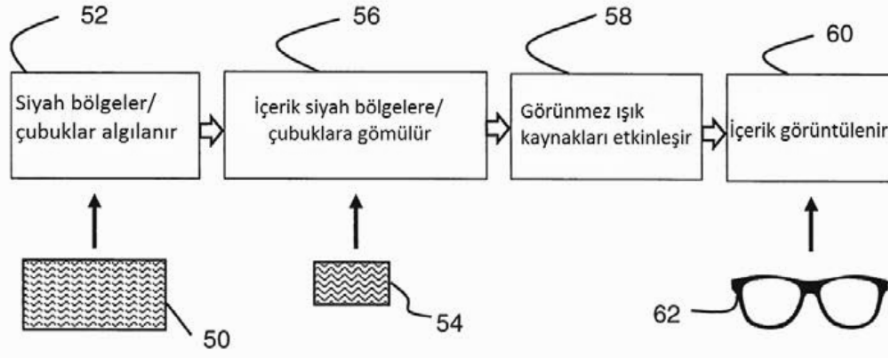 52
56
58
60
Siyah bölgeler/
çubuklar algılanır
İçerik siyah bölgelere/
çubuklara gömülür
Görünmez ışık
kaynakları etkinleşir
İçerik görüntülenir
50
54
62